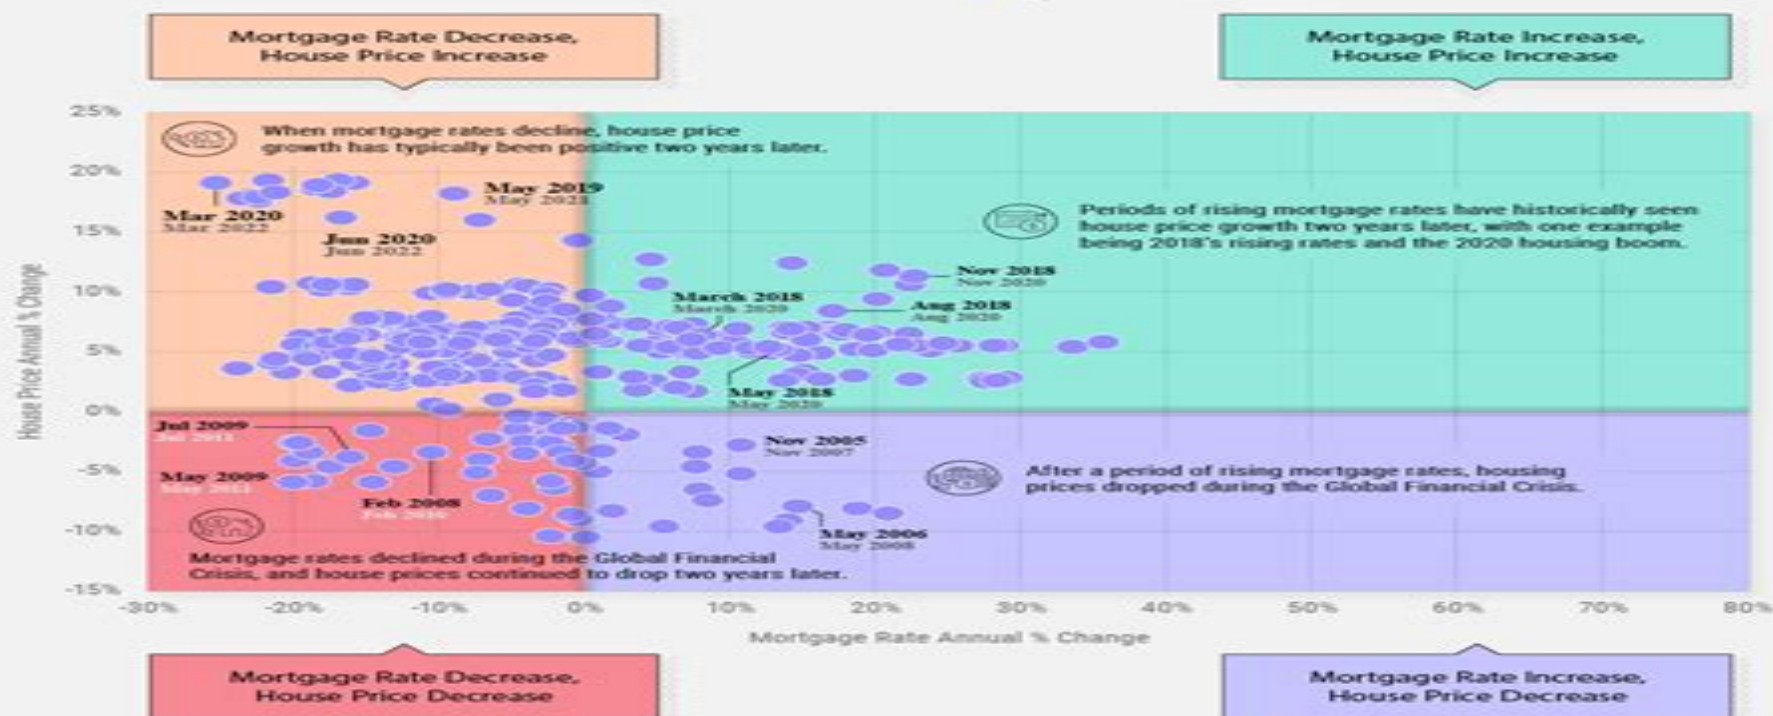 Mortgage Rate Decrease,
House Price Increase
Mortgage Rate Increase,
House Price Increase
25%
20%
15%
10%
5%
0%
-5%
-10%
-15%
House Price Annual % Change
When mortgage rates decline, house price
growth has typically been positive two years later.
Mar 2020
Mar 2022
May 2019
May 2021
Jun 2020
Jun 2022
Periods of rising mortgage rates have historically seen
house price growth two years later, with one example
being 2018's rising rates and the 2020 housing boom.
Nov 2018
Nov 2020
March 2018
March 2020
Aug 2018
Aug 2020
May 2018
May 2020
Jul 2009
Jul 2011
May 2009
May 2011
Feb 2008
Feb 2010
Nov 2005
Nov 2007
After a period of rising mortgage rates, housing
prices dropped during the Global Financial Crisis.
May 2006
May 2008
Mortgage rates declined during the Global Financial
Crisis, and house prices continued to drop two years later.
-30%
-20%
-10%
0%
10%
20%
30%
40%
50%
60%
70%
80%
Mortgage Rate Annual % Change
Mortgage Rate Decrease,
House Price Decrease
Mortgage Rate Increase,
House Price Decrease